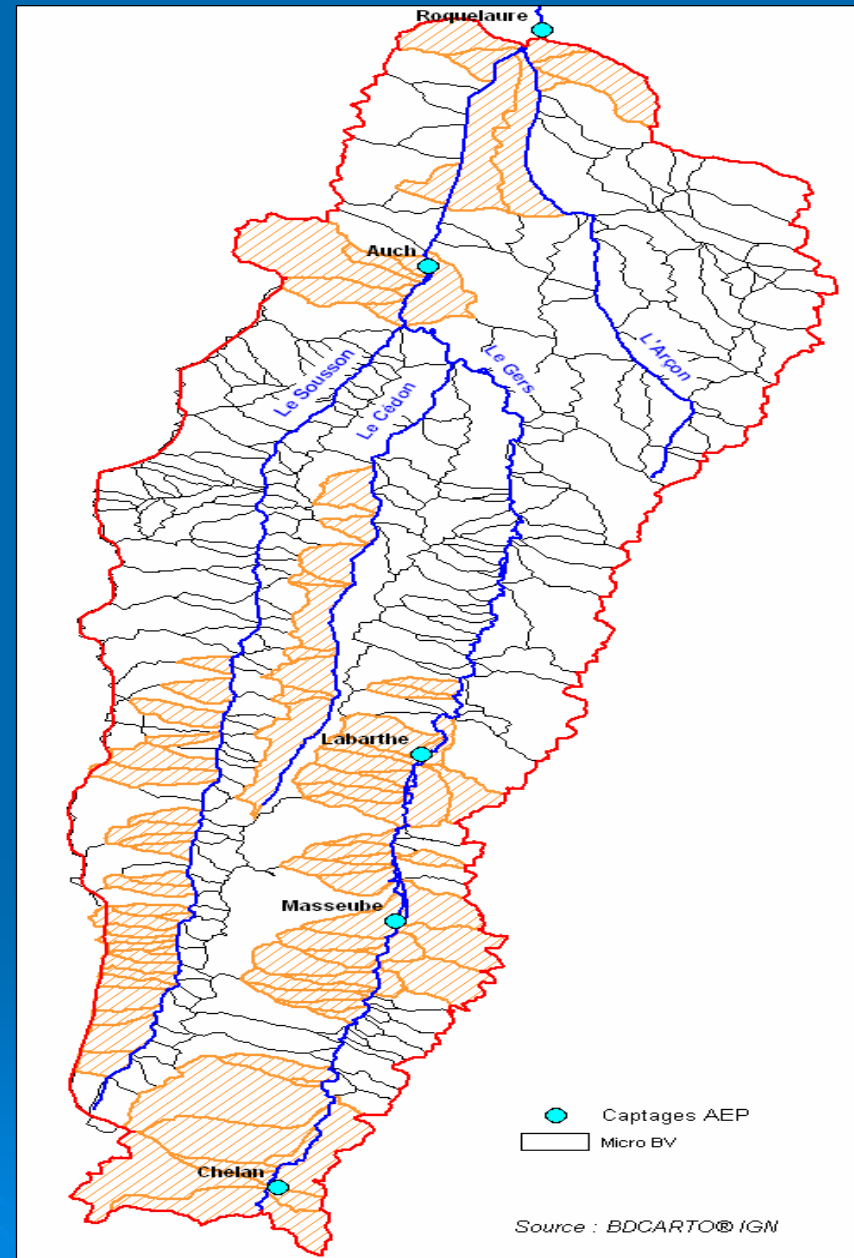 Roquelaure
Auch
Le Sousson
Le Cédon
Le Gers
L'Arçon
Labarthe
Masseube
Chelan
Captages AEP
Micro BV
Source : BDCARTO® IGN